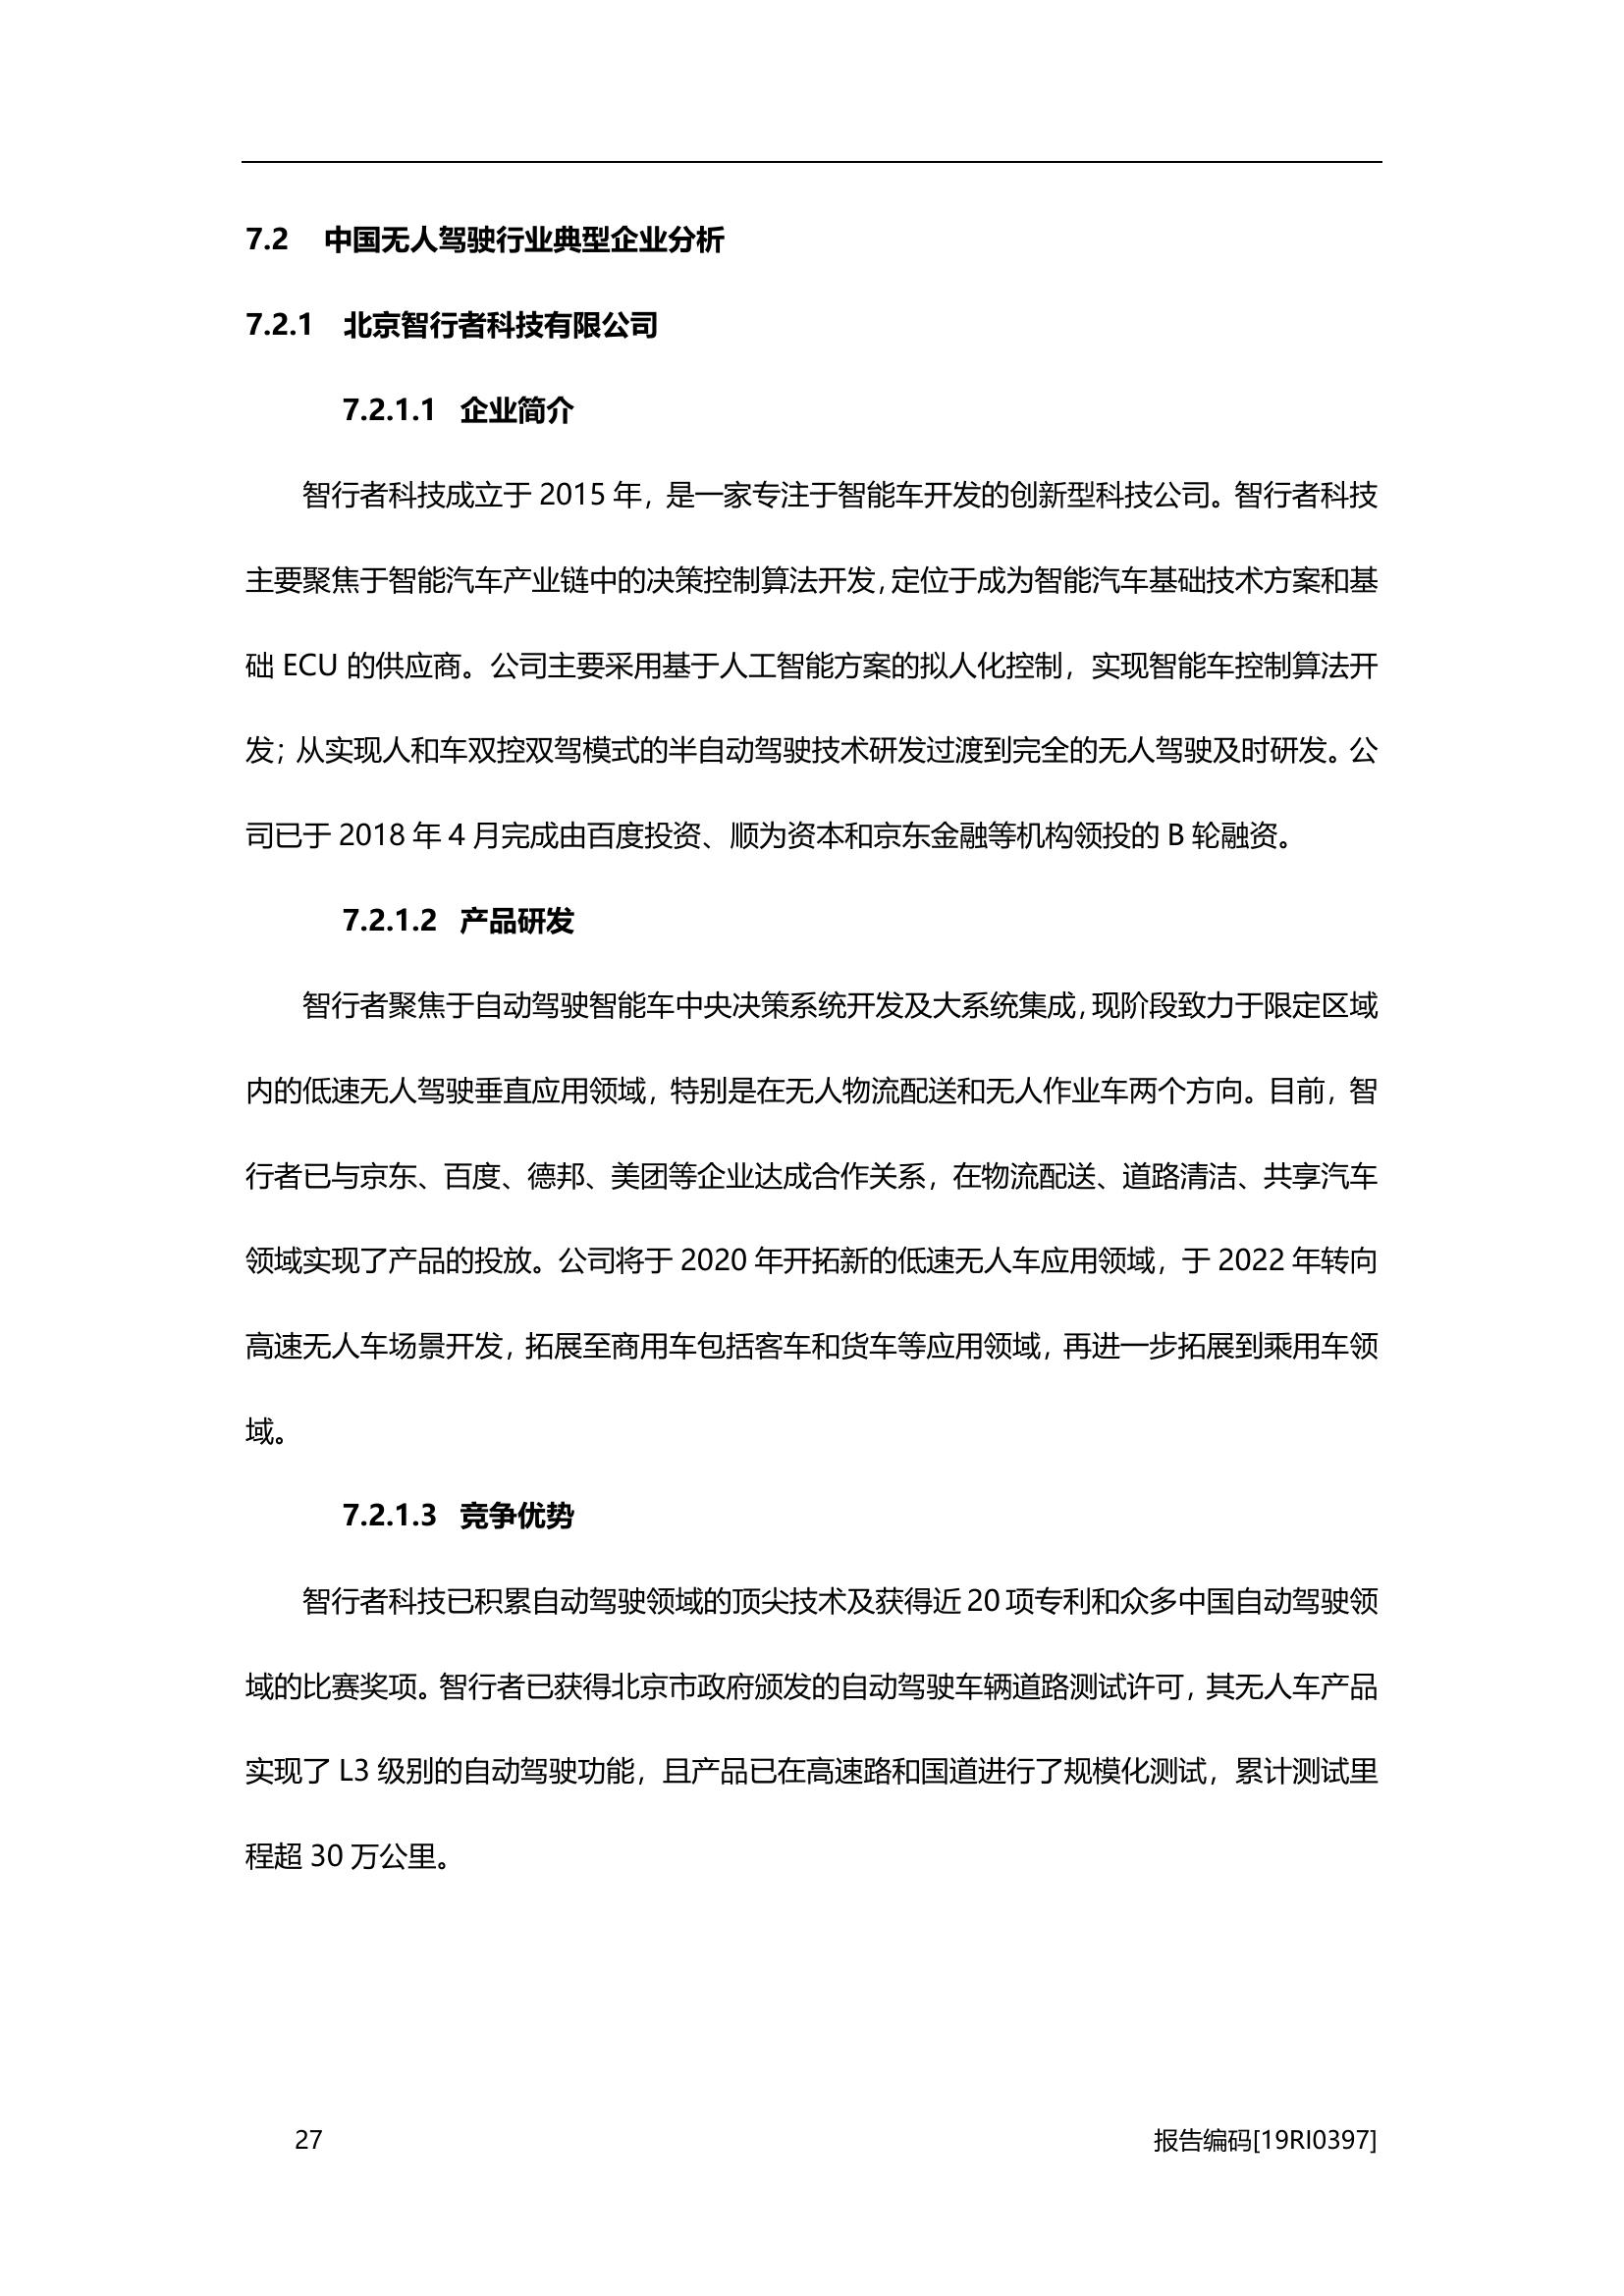 7.2 中国无人驾驶行业典型企业分析
7.2.1 北京智行者科技有限公司
7.2.1.1 企业简介
智行者科技成立于 2015 年，是一家专注于智能车开发的创新型科技公司。智行者科技
主要聚焦于智能汽车产业链中的决策控制算法开发，定位于成为智能汽车基础技术方案和基
础 ECU 的供应商。公司主要采用基于人工智能方案的拟人化控制，实现智能车控制算法开
发；从实现人和车双控双驾模式的半自动驾驶技术研发过渡到完全的无人驾驶及时研发。公
司已于 2018 年 4 月完成由百度投资、顺为资本和京东金融等机构领投的 B 轮融资。
7.2.1.2 产品研发
智行者聚焦于自动驾驶智能车中央决策系统开发及大系统集成，现阶段致力于限定区域
内的低速无人驾驶垂直应用领域，特别是在无人物流配送和无人作业车两个方向。目前，智
行者已与京东、百度、德邦、美团等企业达成合作关系，在物流配送、道路清洁、共享汽车
领域实现了产品的投放。公司将于 2020 年开拓新的低速无人车应用领域，于 2022 年转向
高速无人车场景开发，拓展至商用车包括客车和货车等应用领域，再进一步拓展到乘用车领
域。
7.2.1.3 竞争优势
智行者科技已积累自动驾驶领域的顶尖技术及获得近 20 项专利和众多中国自动驾驶领
域的比赛奖项。智行者已获得北京市政府颁发的自动驾驶车辆道路测试许可，其无人车产品
实现了 L3 级别的自动驾驶功能，且产品已在高速路和国道进行了规模化测试，累计测试里
程超 30 万公里。
27 报告编码[19RI0397]